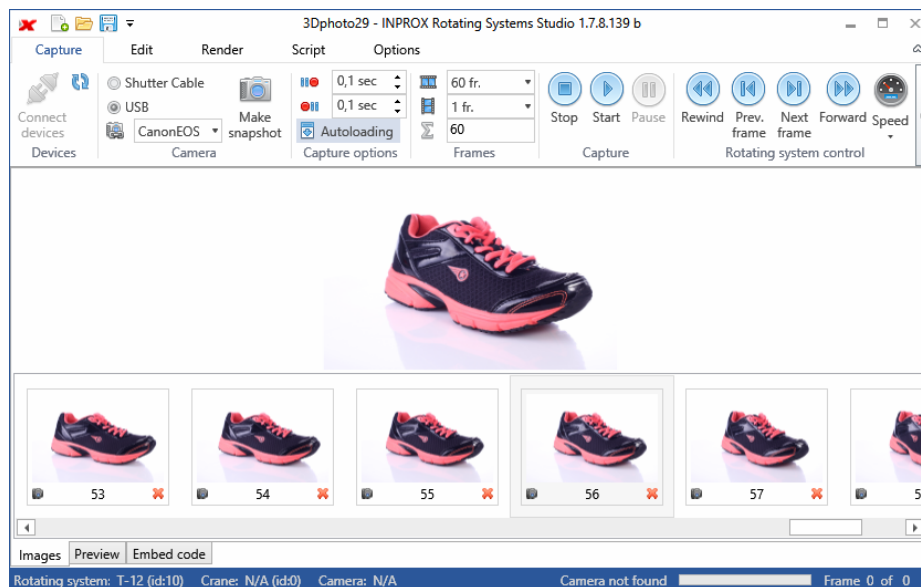 3Dphoto29 - INPROX Rotating Systems Studio 1.7.8.139 b
Capture Edit Render Script Options
Shutter Cable
USB
CanonEOS
Connect devices
Devices
Make snapshot
Camera
0,1 sec
0,1 sec
Autoloading
Capture options
60 fr.
1 fr.
60
Frames
Stop Start Pause
Capture
Rewind Prev. frame Next frame Forward Speed
Rotating system control
53 54 55 56 57
Images Preview Embed code
Rotating system: T-12 (id:10) Crane: N/A (id:0) Camera: N/A Camera not found Frame 0 of 0